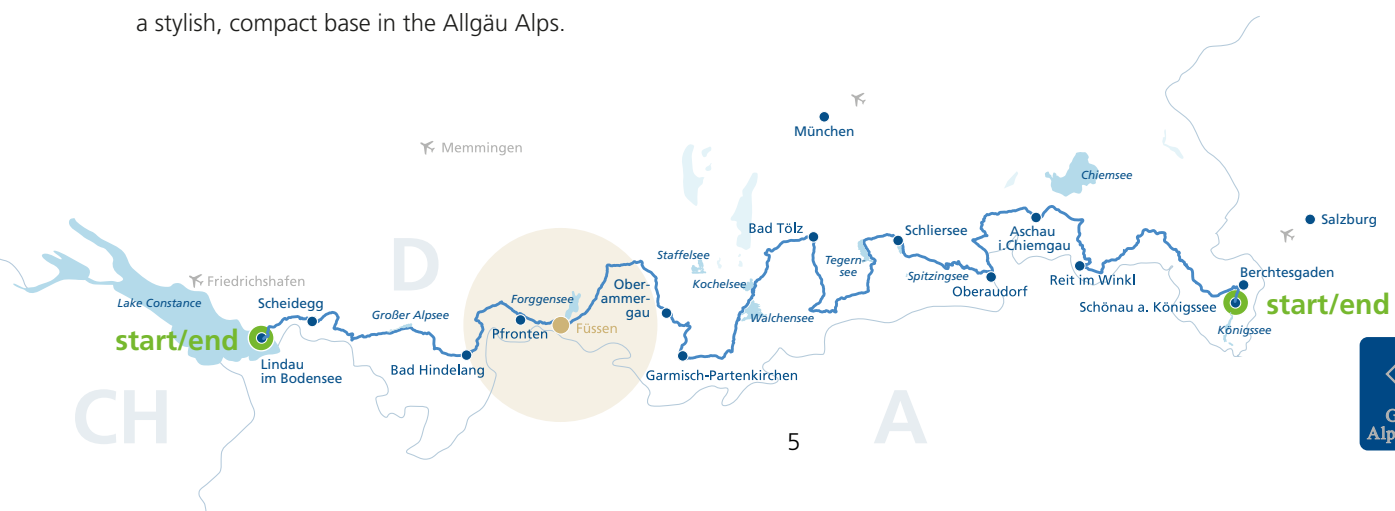 a stylish, compact base in the Allgäu Alps.
München
Memmingen
Chiemsee
Salzburg
Bad Tölz
Schliersee
Aschau
i.Chiemgau
D
Staffelsee
Tegern-
see
Friedrichshafen
Ober-
ammer-
gau
Kochelsee
Spitzingsee
Oberaudorf
Reit im Winkl
Berchtesgaden
Lake Constance
Scheidegg
Forggensee
Großer Alpsee
Walchensee
Schönau a. Königssee
start/end
Königssee
start/end
Pfronten
Füssen
Lindau
im Bodensee
Bad Hindelang
Garmisch-Partenkirchen
CH
A
5
G
Alp